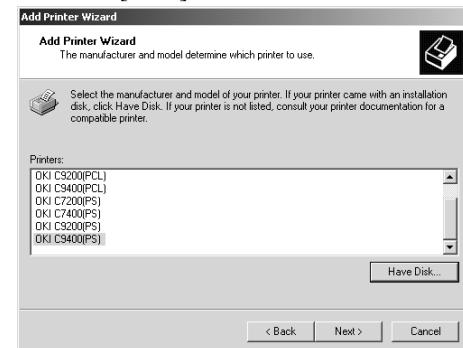 Add Printer Wizard
Add Printer Wizard
The manufacturer and model determine which printer to use.
Select the manufacturer and model of your printer. If your printer came with an installation
disk, click Have Disk. If your printer is not listed, consult your printer documentation for a
compatible printer.
Printers:
OKI C9200(PCL)
OKI C9400(PCL)
OKI C7200(PS)
OKI C7400(PS)
OKI C9200(PS)
OKI C9400(PS)
Have Disk...
< Back Next > Cancel